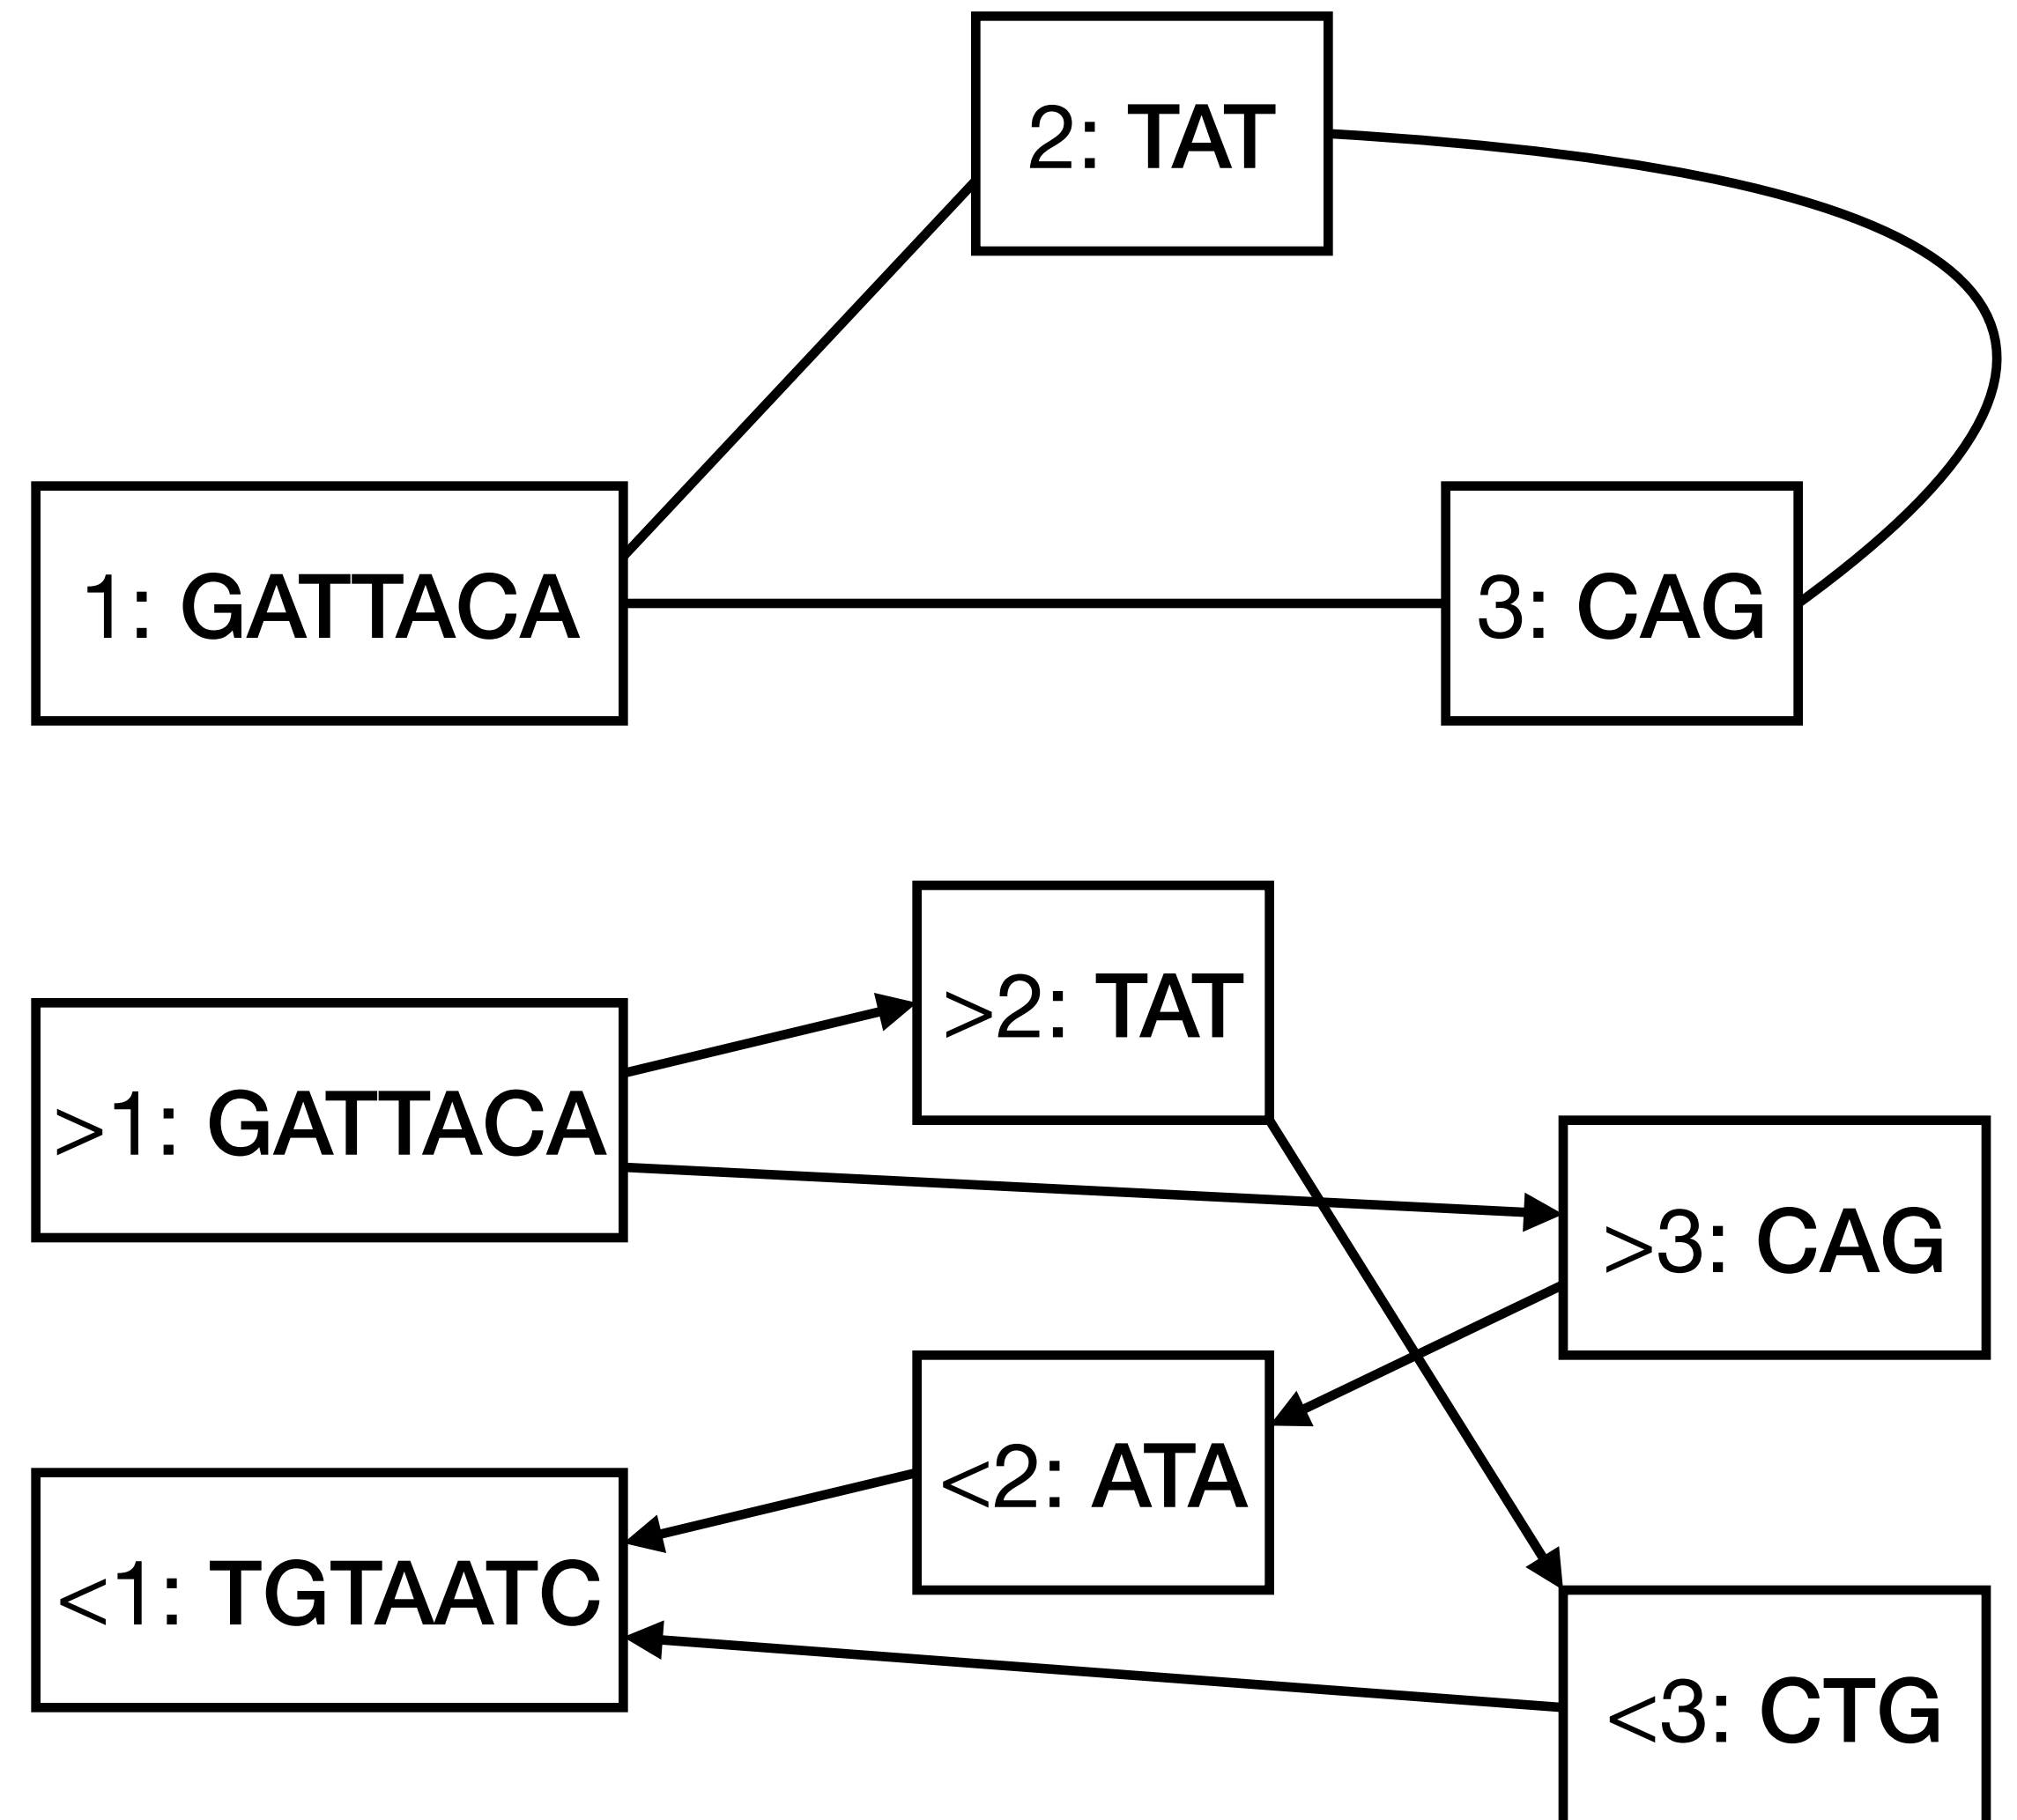 2: TAT
1: GATTACA
3: CAG
>2: TAT
>1: GATTACA
>3: CAG
<2: ATA
<1: TGTAATC
<3: CTG